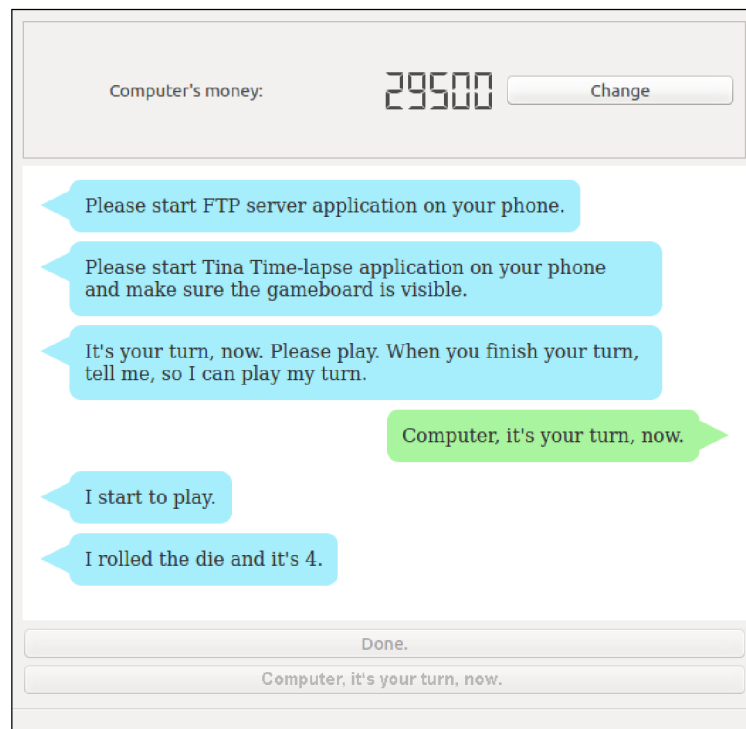 Computer's money: 29500 Change
Please start FTP server application on your phone.
Please start Tina Time-lapse application on your phone
and make sure the gameboard is visible.
It's your turn, now. Please play. When you finish your turn,
tell me, so I can play my turn.
Computer, it's your turn, now.
I start to play.
I rolled the die and it's 4.
Done.
Computer, it's your turn, now.